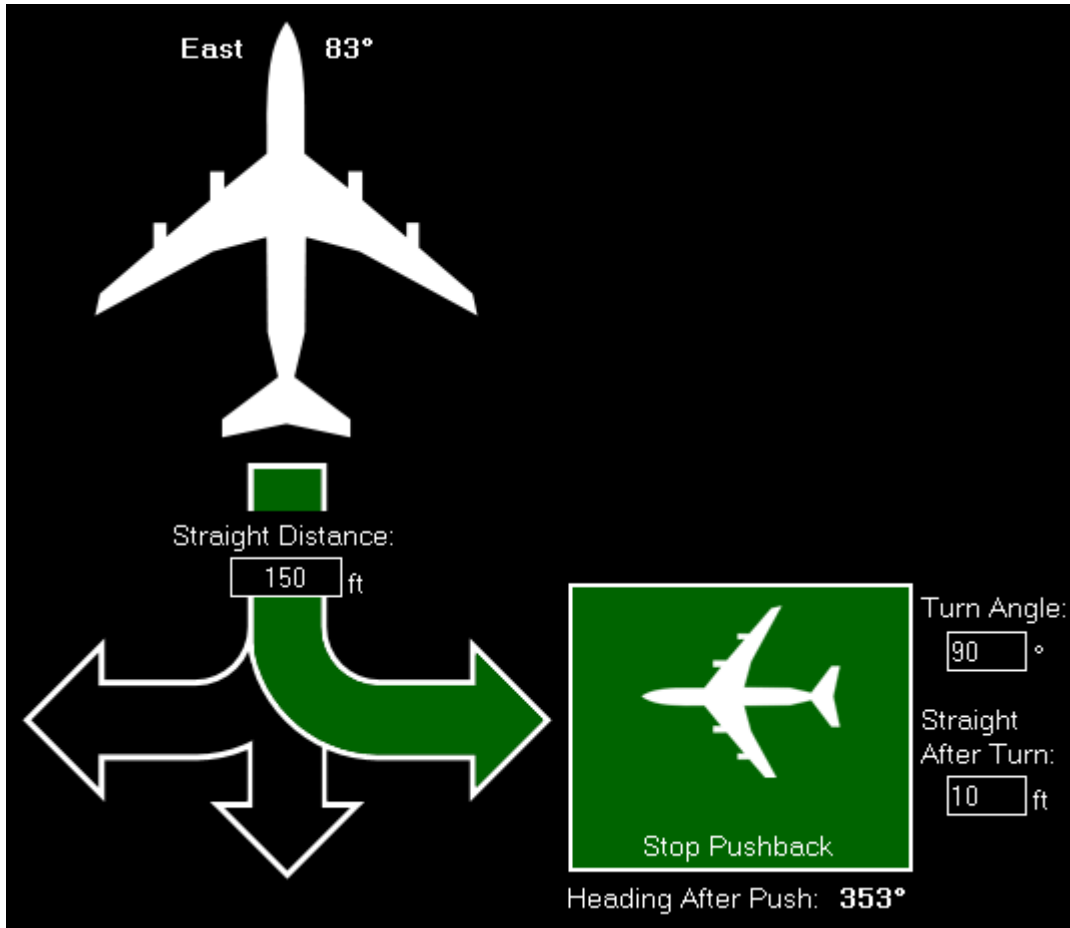 East 83°
Straight Distance:
150 ft
Turn Angle:
90 °
Straight
After Turn:
10 ft
Stop Pushback
Heading After Push: 353°